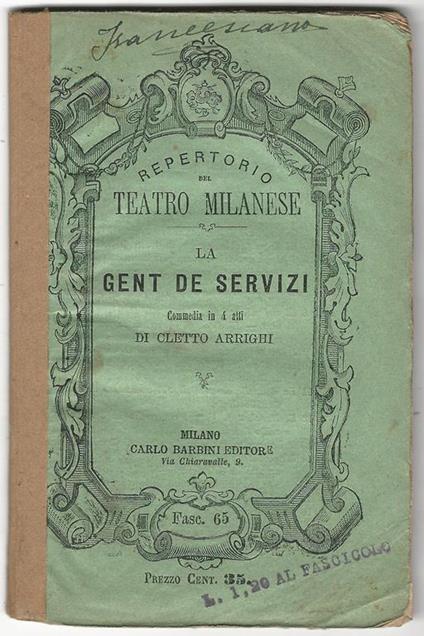 REPERTORIO
DEL
TEATRO MILANESE
LA
GENT DE SERVIZI
Commedia in 4 atti
DI CLETTO ARRIGHI
MILANO
CARLO BARBINI EDITORE
Via Chiaravalle, 9.
Fasc. 65
PREZZO CENT. 35.
L. 1,20 AL FASCICOLO